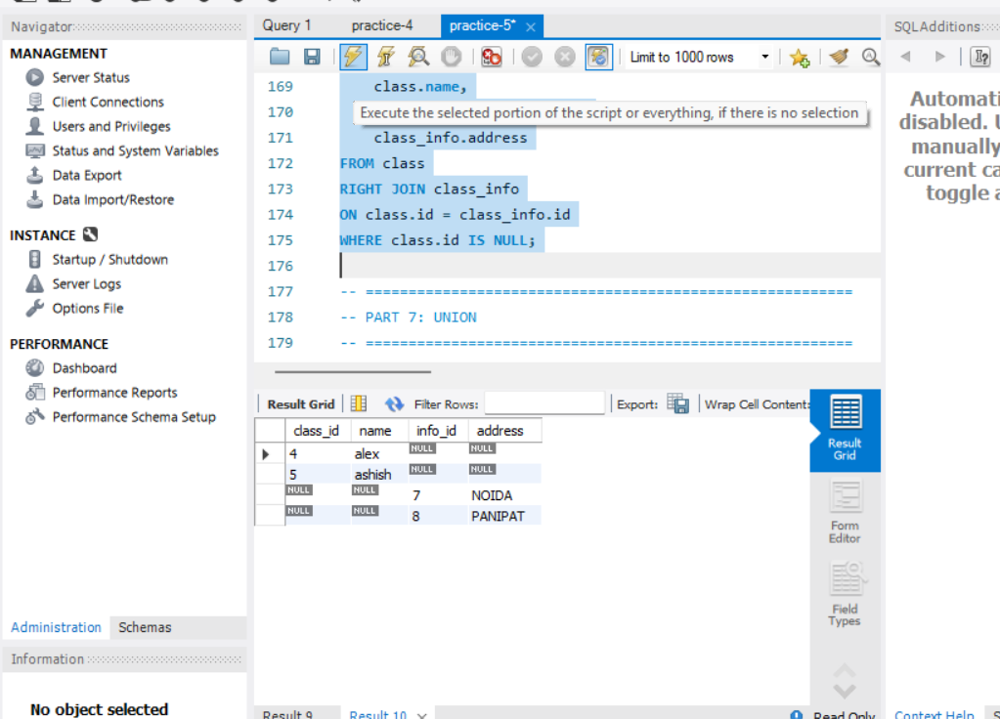 Navigator
MANAGEMENT
Server Status
Client Connections
Users and Privileges
Status and System Variables
Data Export
Data Import/Restore
INSTANCE
Startup / Shutdown
Server Logs
Options File
PERFORMANCE
Dashboard
Performance Reports
Performance Schema Setup
Administration Schemas
Information
No object selected
Query 1 practice-4 practice-5*
Limit to 1000 rows
169 class.name,
170
Execute the selected portion of the script or everything, if there is no selection
171 class_info.address
172 FROM class
173 RIGHT JOIN class_info
174 ON class.id = class_info.id
175 WHERE class.id IS NULL;
176
177 -- =========================================================
178 -- PART 7: UNION
179 -- =========================================================
Result Grid Filter Rows: Export: Wrap Cell Content:
class_id name info_id address
4 alex NULL NULL
5 ashish NULL NULL
NULL NULL 7 NOIDA
NULL NULL 8 PANIPAT
Result
Grid
Form
Editor
Field
Types
Result 9 Result 10 Read Only
SQLAdditions
Automati
disabled. U
manually
current ca
toggle a
Context Help S